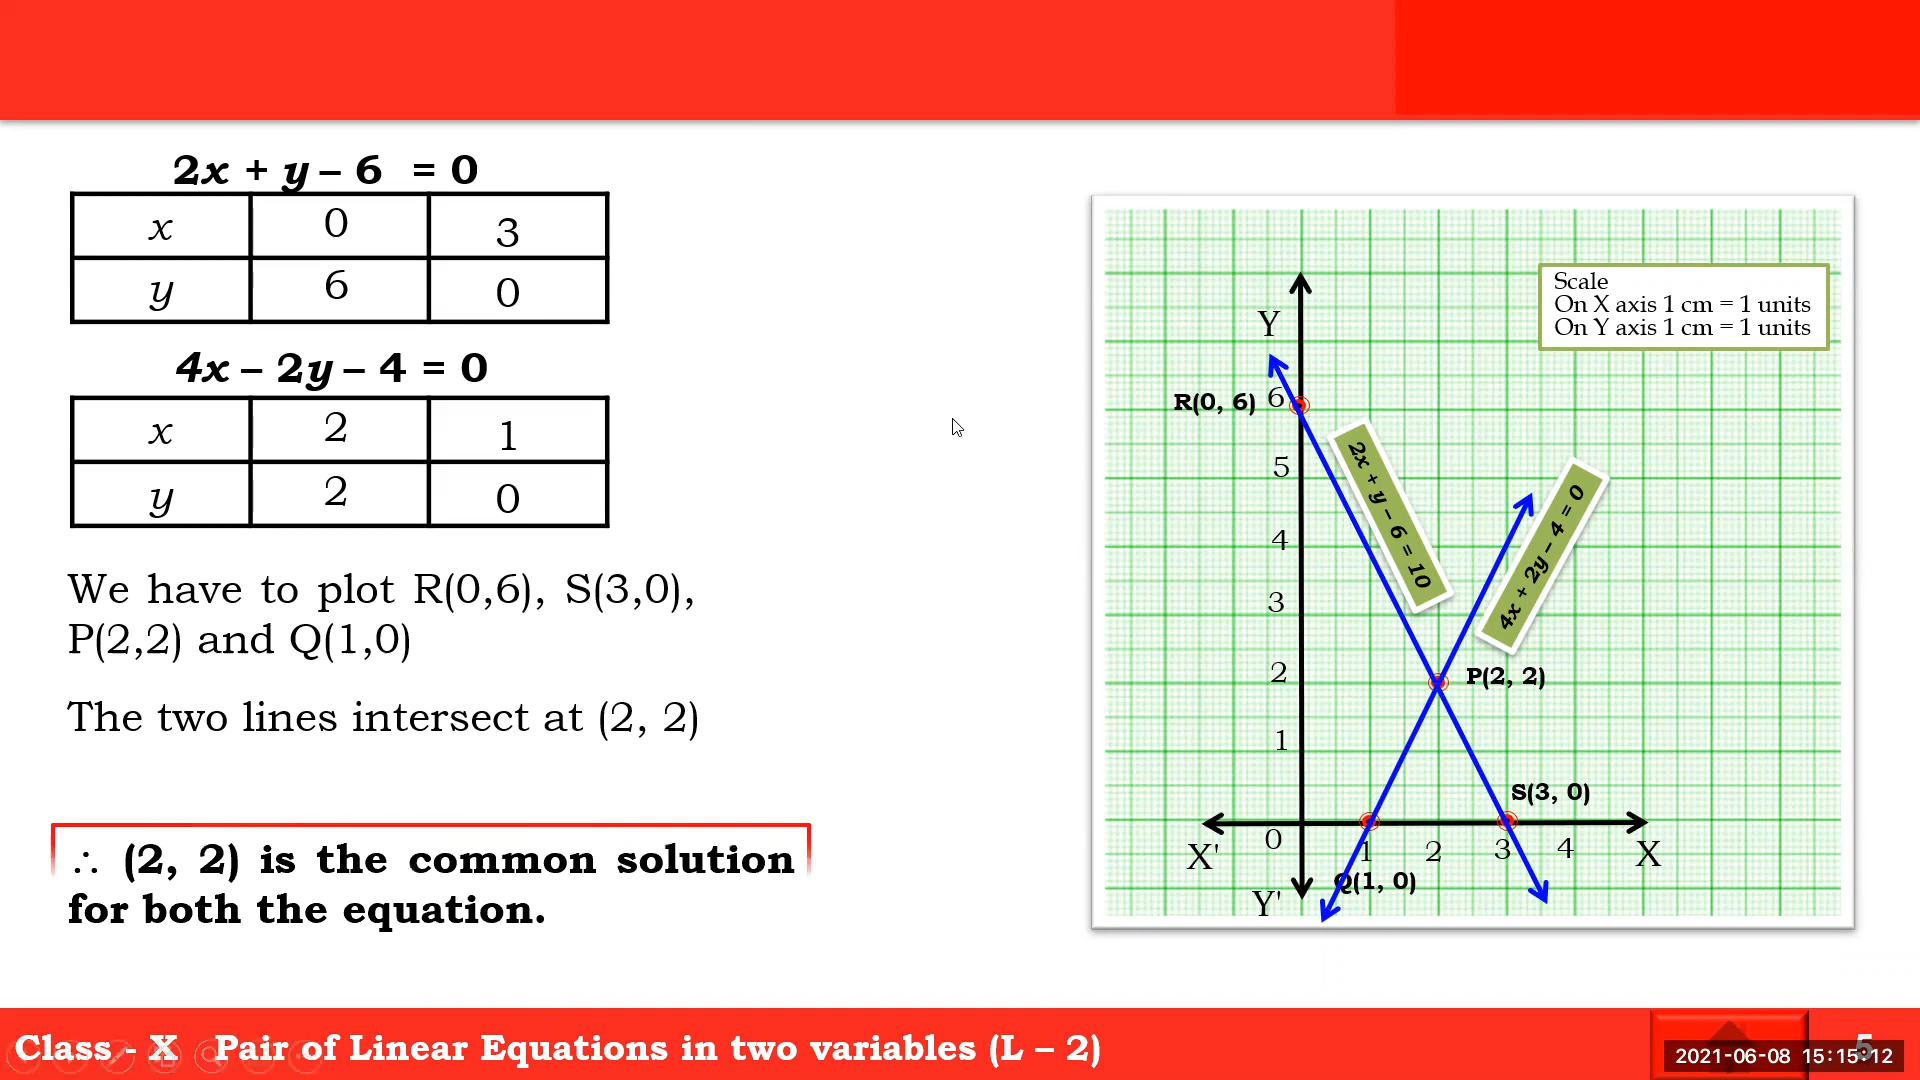 2x + y – 6 = 0
x 0 3
y 6 0
4x – 2y – 4 = 0
x 2 1
y 2 0
We have to plot R(0,6), S(3,0),
P(2,2) and Q(1,0)
The two lines intersect at (2, 2)
∴ (2, 2) is the common solution
for both the equation.
Scale
On X axis 1 cm = 1 units
On Y axis 1 cm = 1 units
Y
R(0, 6) 6
5
4
3
2
1
2x + y – 6 = 10
4x + 2y – 4 = 0
P(2, 2)
S(3, 0)
X' 0 1 2 3 4 X
Q(1, 0)
Y'
Class - X Pair of Linear Equations in two variables (L – 2)
5
2021-06-08 15:15:12